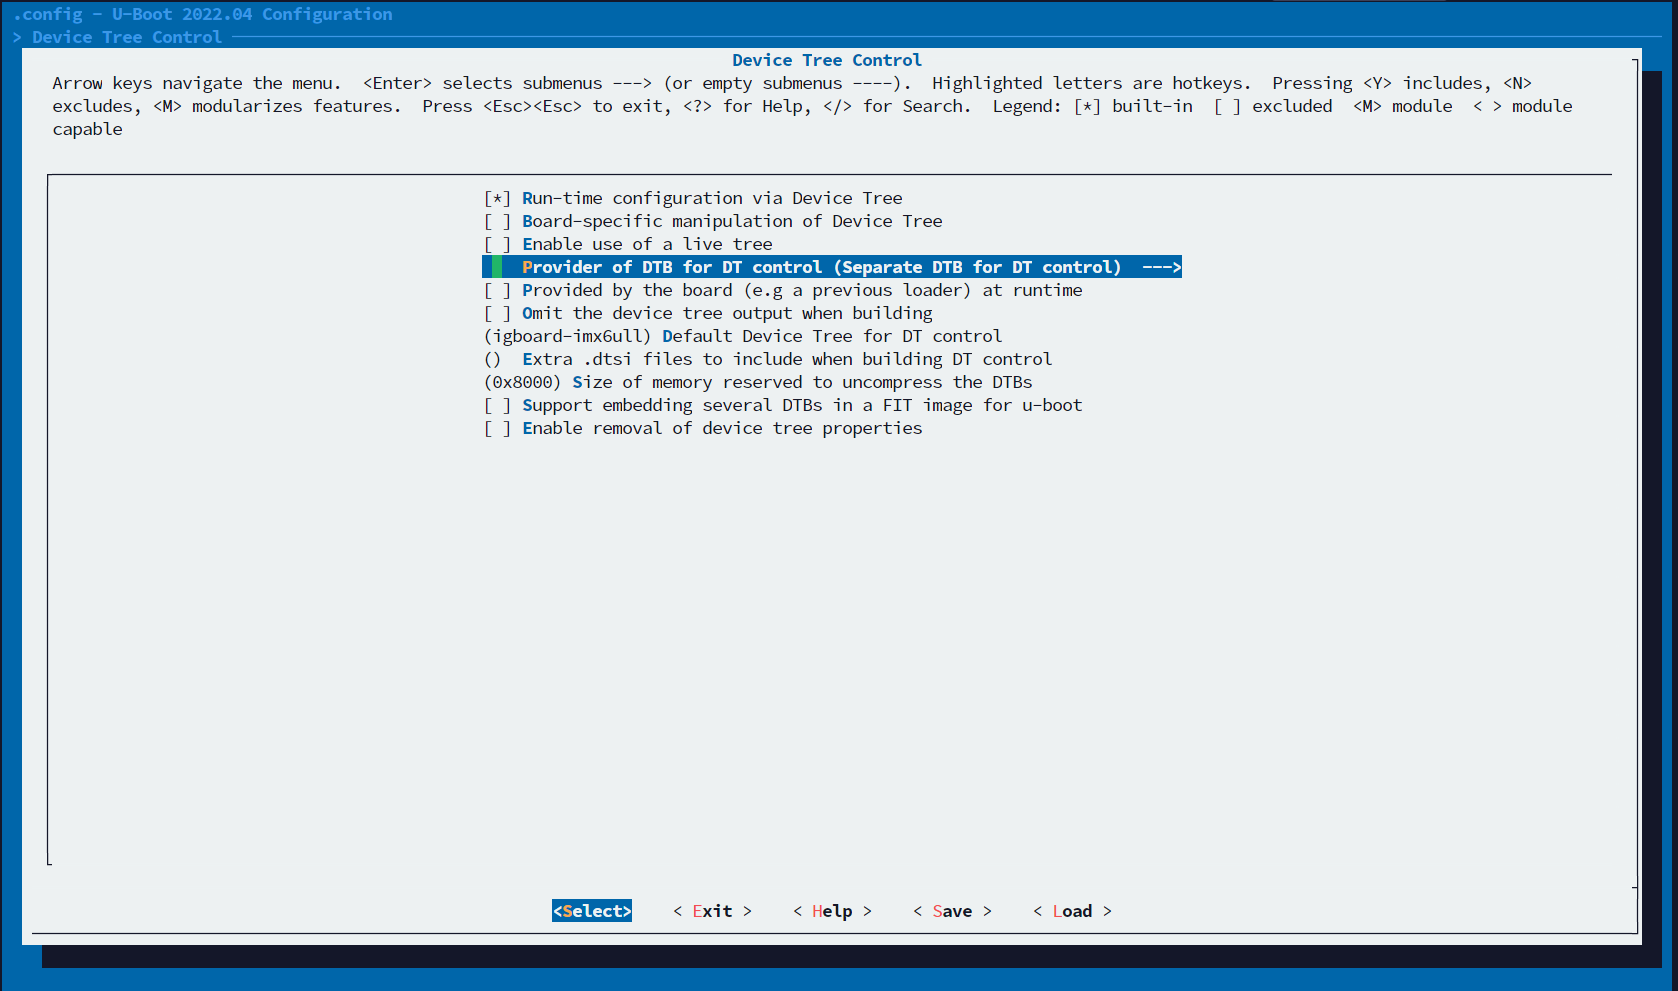 .config - U-Boot 2022.04 Configuration
> Device Tree Control
Device Tree Control
Arrow keys navigate the menu.  <Enter> selects submenus ---> (or empty submenus ----).  Highlighted letters are hotkeys.  Pressing <Y> includes, <N>
excludes, <M> modularizes features.  Press <Esc><Esc> to exit, <?> for Help, </> for Search.  Legend: [*] built-in  [ ] excluded  <M> module  < > module
capable
[*] Run-time configuration via Device Tree
[ ] Board-specific manipulation of Device Tree
[ ] Enable use of a live tree
Provider of DTB for DT control (Separate DTB for DT control)  --->
[ ] Provided by the board (e.g a previous loader) at runtime
[ ] Omit the device tree output when building
(igboard-imx6ull) Default Device Tree for DT control
()  Extra .dtsi files to include when building DT control
(0x8000) Size of memory reserved to uncompress the DTBs
[ ] Support embedding several DTBs in a FIT image for u-boot
[ ] Enable removal of device tree properties
<Select>    < Exit >    < Help >    < Save >    < Load >